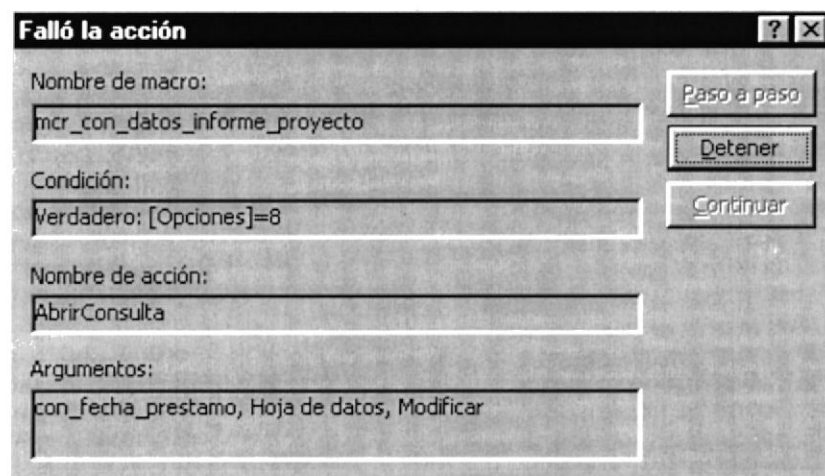 Falló la acción
Nombre de macro:
mcr_con_datos_informe_proyecto
Paso a paso
Detener
Condición:
Verdadero: [Opciones]=8
Continuar
Nombre de acción:
AbrirConsulta
Argumentos:
con_fecha_prestamo, Hoja de datos, Modificar